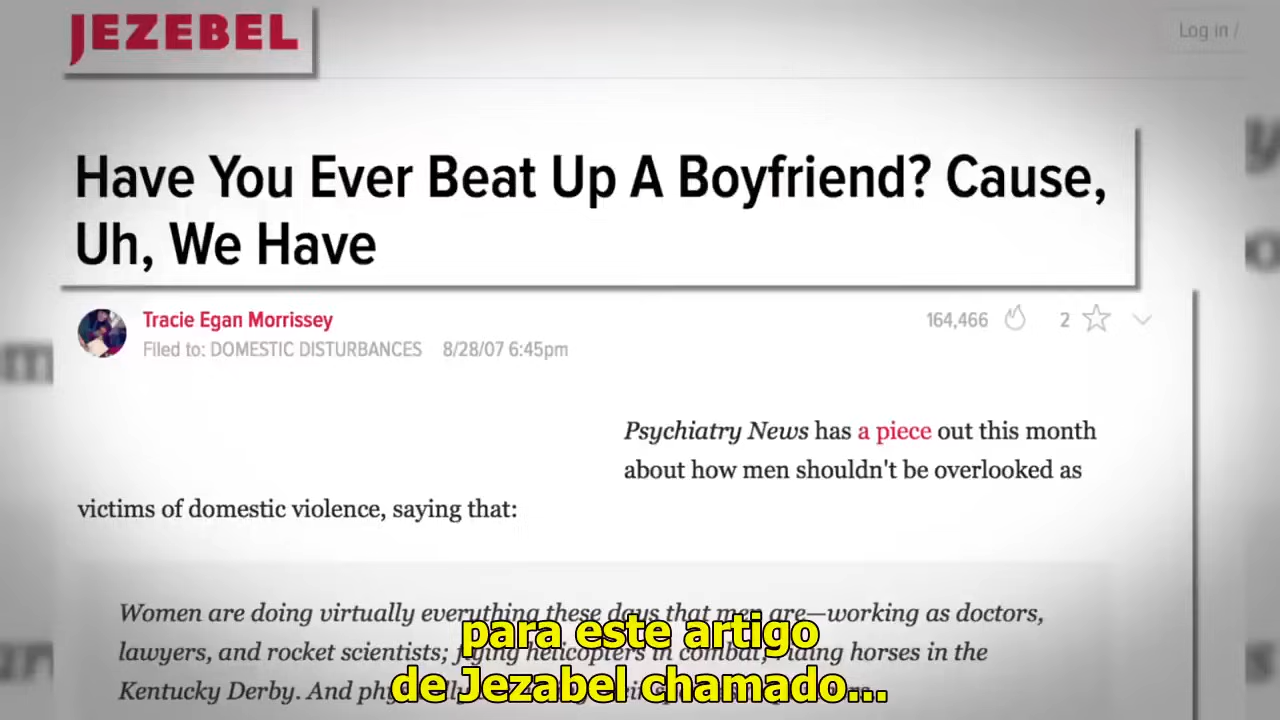 JEZEBEL
Log in /
Have You Ever Beat Up A Boyfriend? Cause,
Uh, We Have
Tracie Egan Morrissey
164,466
2
Filed to: DOMESTIC DISTURBANCES 8/28/07 6:45pm
Psychiatry News has a piece out this month
about how men shouldn't be overlooked as
victims of domestic violence, saying that:
Women are doing virtually everything these days that men are—working as doctors,
lawyers, and rocket scientists; flying helicopters in combat; riding horses in the
Kentucky Derby. And
para este artigo
de Jezabel chamado...